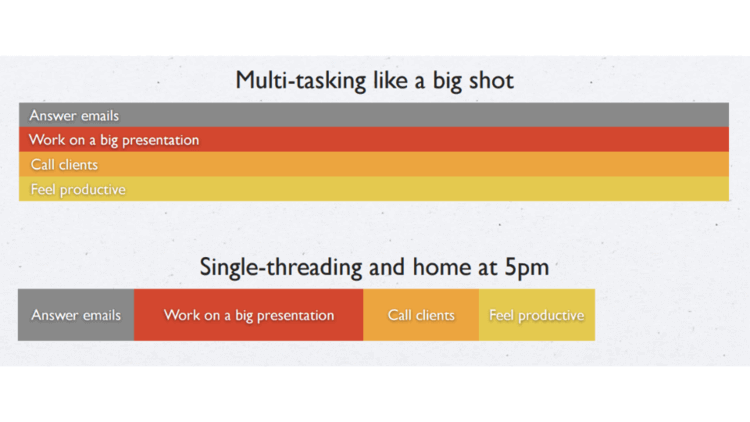 Multi-tasking like a big shot
Answer emails
Work on a big presentation
Call clients
Feel productive
Single-threading and home at 5pm
Answer emails
Work on a big presentation
Call clients
Feel productive